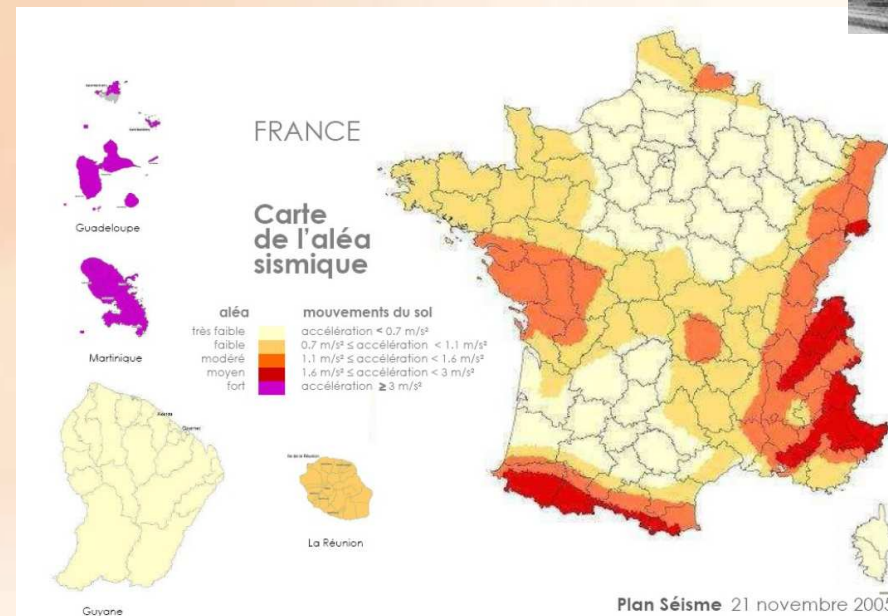 FRANCE
Carte
de l'aléa
sismique
Guadeloupe
Martinique
aléa mouvements du sol
très faible accélération < 0.7 m/s²
faible 0.7 m/s² ≤ accélération < 1.1 m/s²
modéré 1.1 m/s² ≤ accélération < 1.6 m/s²
moyen 1.6 m/s² ≤ accélération < 3 m/s²
fort accélération ≥ 3 m/s²
La Réunion
Guyane
Plan Séisme 21 novembre 2005